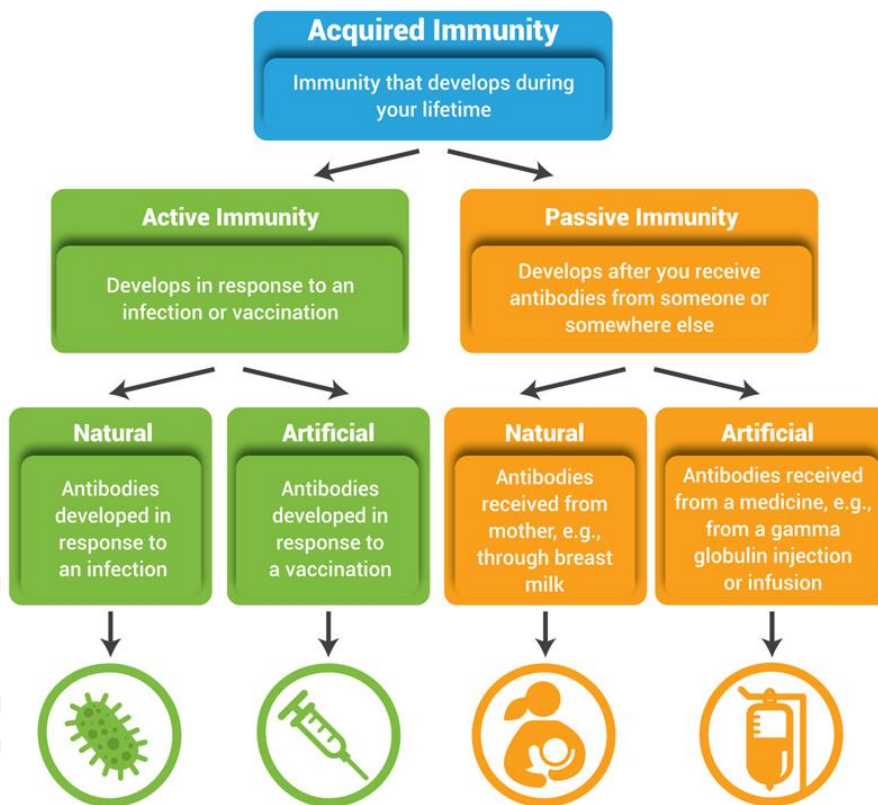 Acquired Immunity
Immunity that develops during
your lifetime
Active Immunity
Develops in response to an
infection or vaccination
Passive Immunity
Develops after you receive
antibodies from someone or
somewhere else
Natural
Antibodies
developed in
response to
an infection
Artificial
Antibodies
developed in
response to
a vaccination
Natural
Antibodies
received from
mother, e.g.,
through breast
milk
Artificial
Antibodies received
from a medicine, e.g.,
from a gamma
globulin injection
or infusion